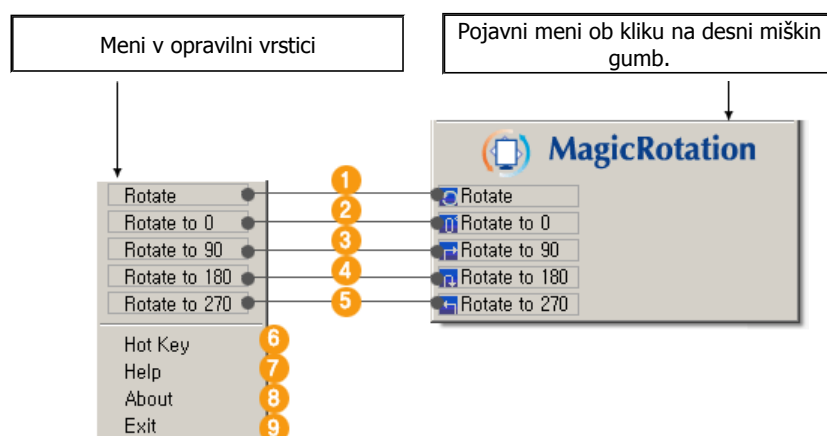 Meni v opravilni vrstici
Pojavni meni ob kliku na desni miškin
gumb.
MagicRotation
Rotate
1
Rotate
Rotate to 0
2
Rotate to 0
Rotate to 90
3
Rotate to 90
Rotate to 180
4
Rotate to 180
Rotate to 270
5
Rotate to 270
Hot Key
6
Help
7
About
8
Exit
9